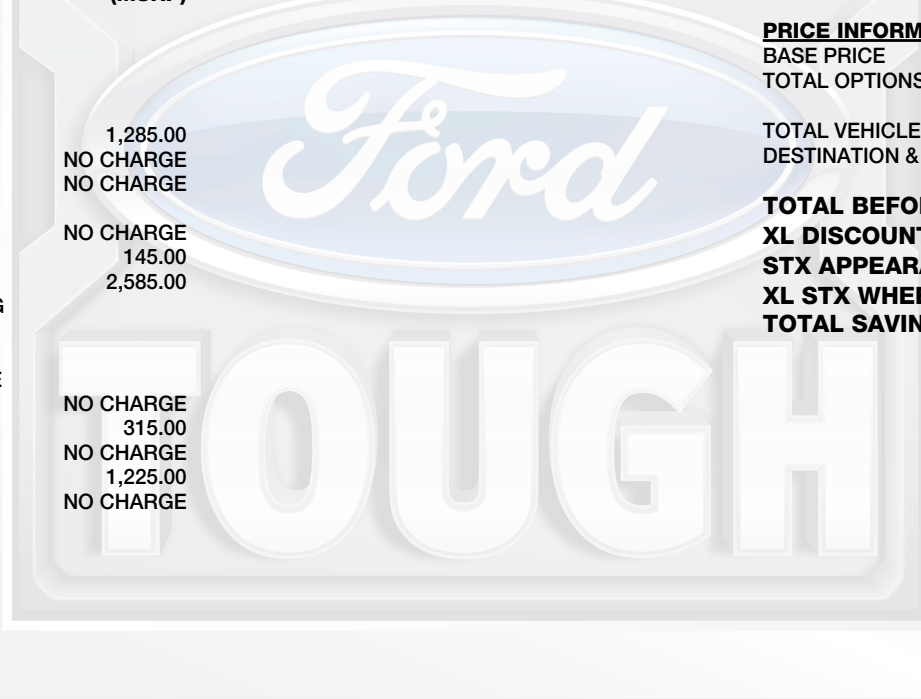 1,285.00
NO CHARGE
NO CHARGE
NO CHARGE
145.00
2,585.00
NO CHARGE
315.00
NO CHARGE
1,225.00
NO CHARGE
PRICE INFORM
BASE PRICE
TOTAL OPTIONS
TOTAL VEHICLE
DESTINATION &
TOTAL BEFO
XL DISCOUNT
STX APPEAR
XL STX WHE
TOTAL SAVIN
Ford
TOUGH